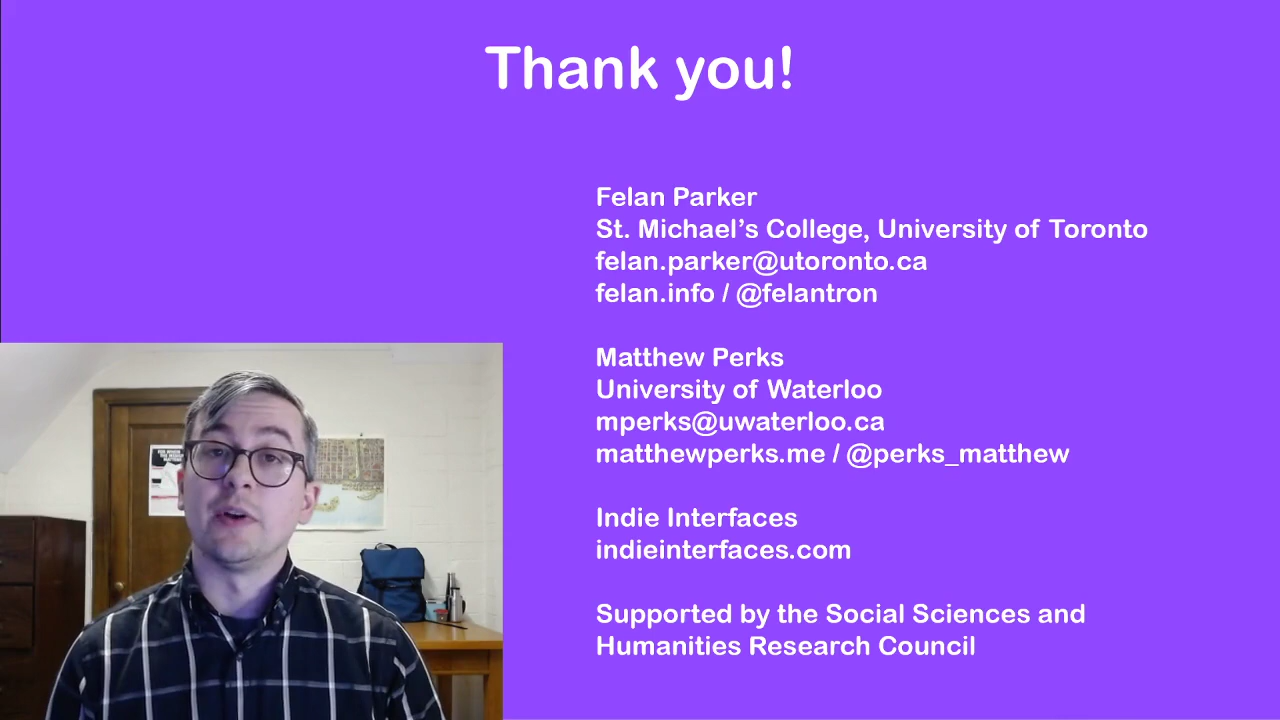 Thank you!
Felan Parker
St. Michael’s College, University of Toronto
felan.parker@utoronto.ca
felan.info / @felantron
Matthew Perks
University of Waterloo
mperks@uwaterloo.ca
matthewperks.me / @perks_matthew
Indie Interfaces
indieinterfaces.com
Supported by the Social Sciences and
Humanities Research Council